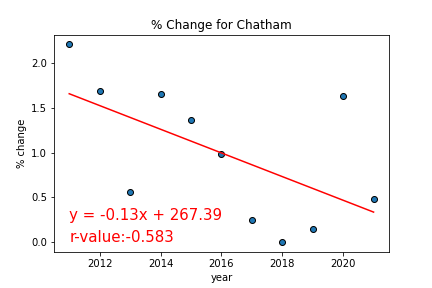 % Change for Chatham
2.0
1.5
1.0
0.5
0.0
% change
y = -0.13x + 267.39
r-value:-0.583
2012 2014 2016 2018 2020
year